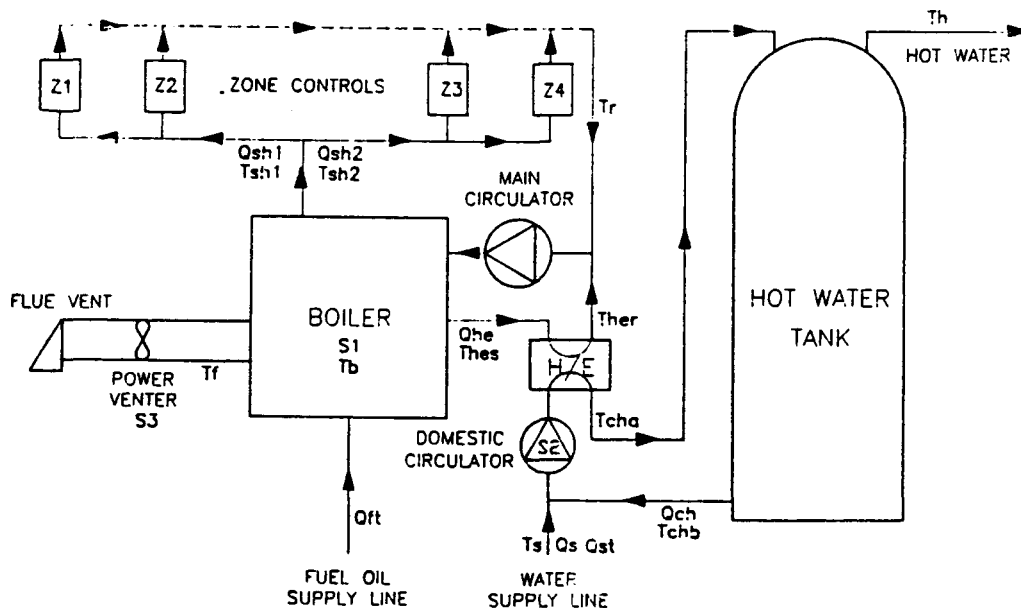 Th
HOT WATER
Z1
Z2
.ZONE CONTROLS
Z3
Z4
Tr
Qsh1 Qsh2
Tsh1 Tsh2
MAIN
CIRCULATOR
HOT WATER
TANK
FLUE VENT
BOILER
S1
Tb
Qhe
Thes
Ther
H/E
Tf
POWER
VENTER
S3
Tcha
DOMESTIC
CIRCULATOR
S2
Qft
Qch
Tchb
Ts Qs Qst
FUEL OIL
SUPPLY LINE
WATER
SUPPLY LINE